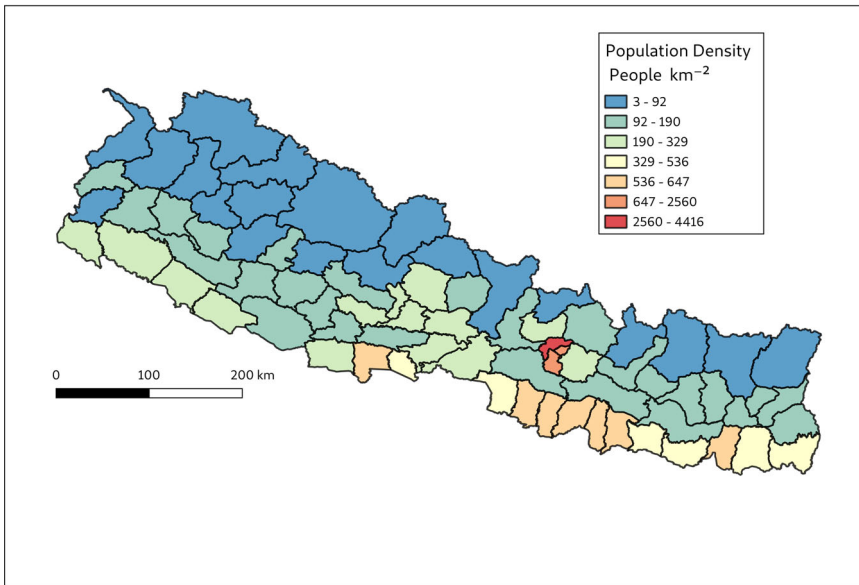 Population Density
People km⁻²
3 - 92
92 - 190
190 - 329
329 - 536
536 - 647
647 - 2560
2560 - 4416
0 100 200 km